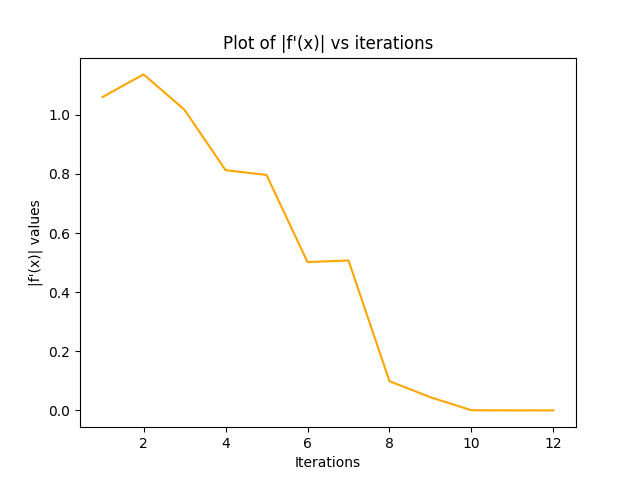 Plot of |f'(x)| vs iterations
|f'(x)| values
1.0
0.8
0.6
0.4
0.2
0.0
2 4 6 8 10 12
Iterations